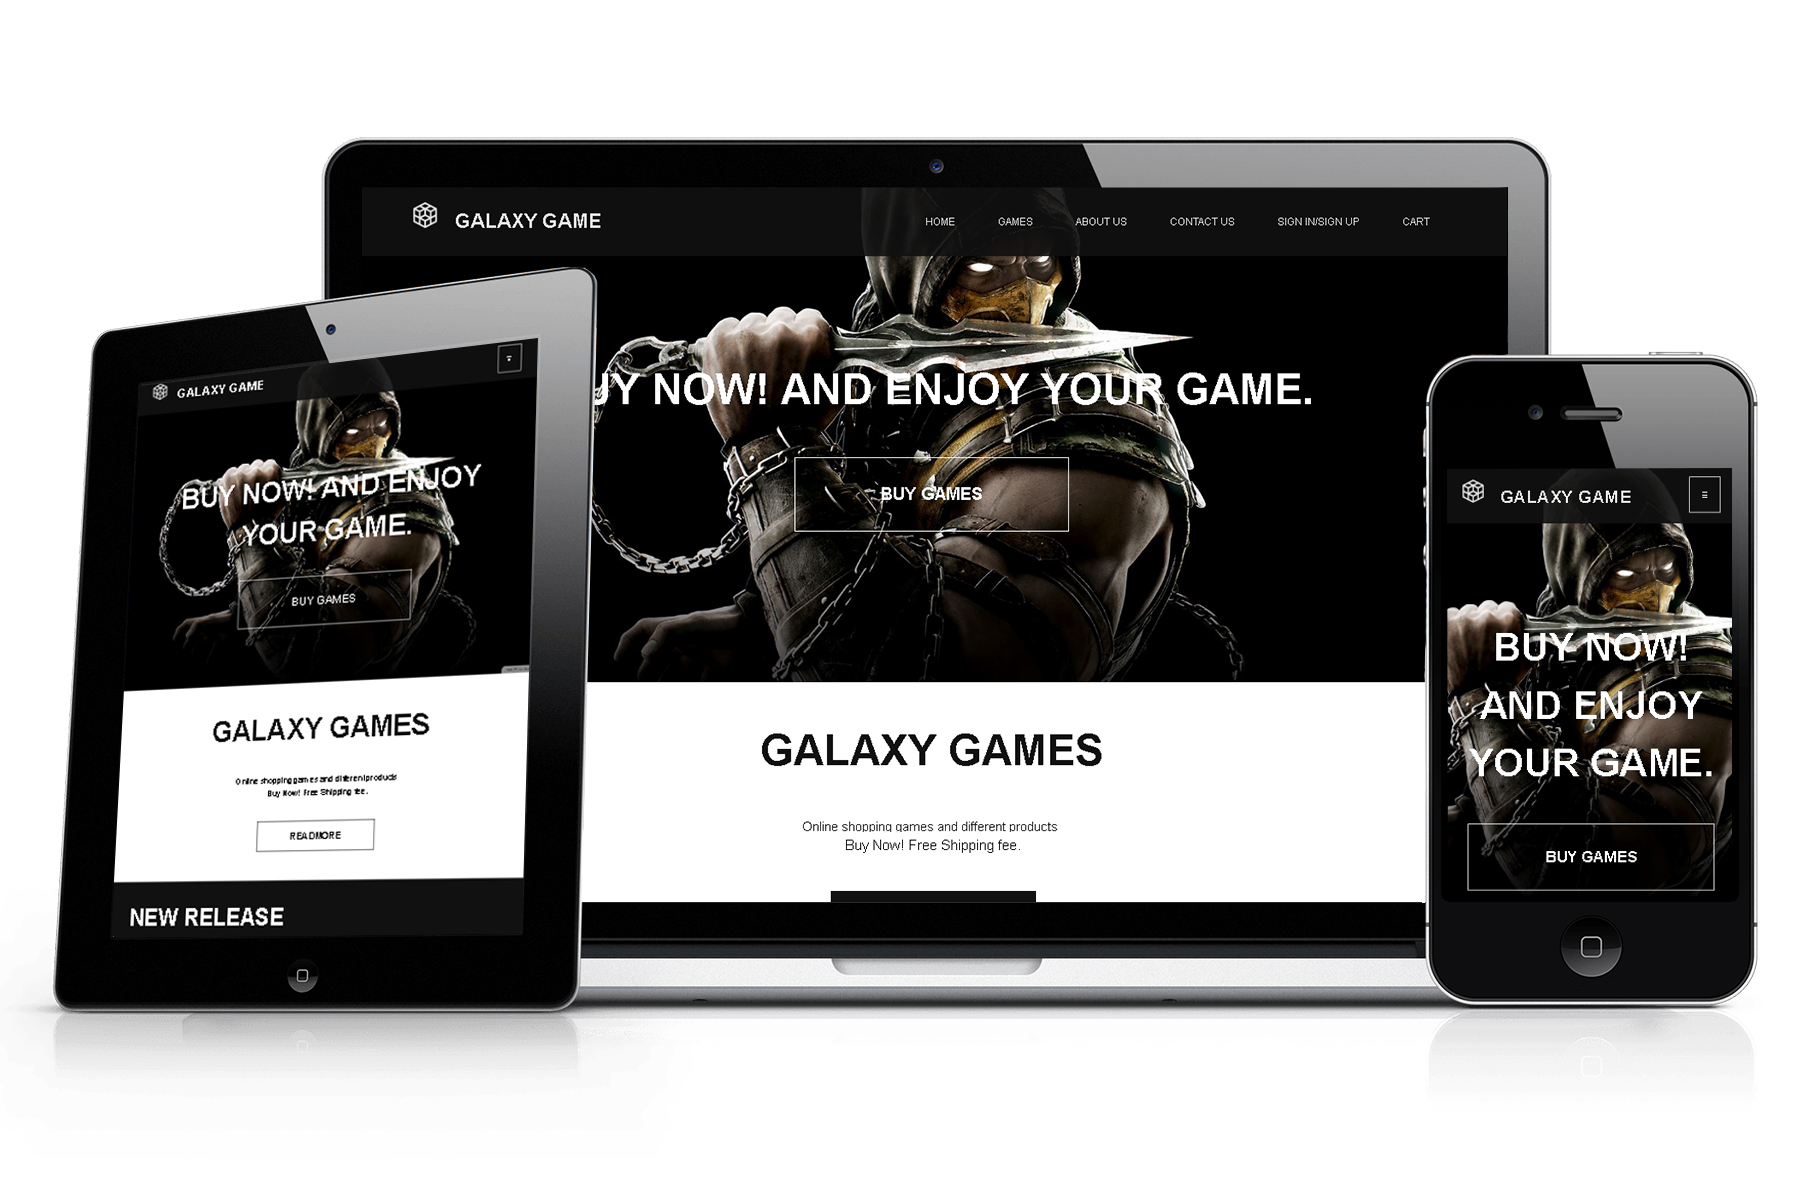 GALAXY GAME
HOME GAMES ABOUT US CONTACT US SIGN IN/SIGN UP CART
UY NOW! AND ENJOY YOUR GAME.
BUY GAMES
GALAXY GAMES
Online shopping games and different products
Buy Now! Free Shipping fee.
GALAXY GAME
BUY NOW! AND ENJOY
YOUR GAME.
BUY GAMES
GALAXY GAMES
Online shopping games and different products
Buy Now! Free Shipping fee.
READMORE
NEW RELEASE
GALAXY GAME
BUY NOW!
AND ENJOY
YOUR GAME.
BUY GAMES